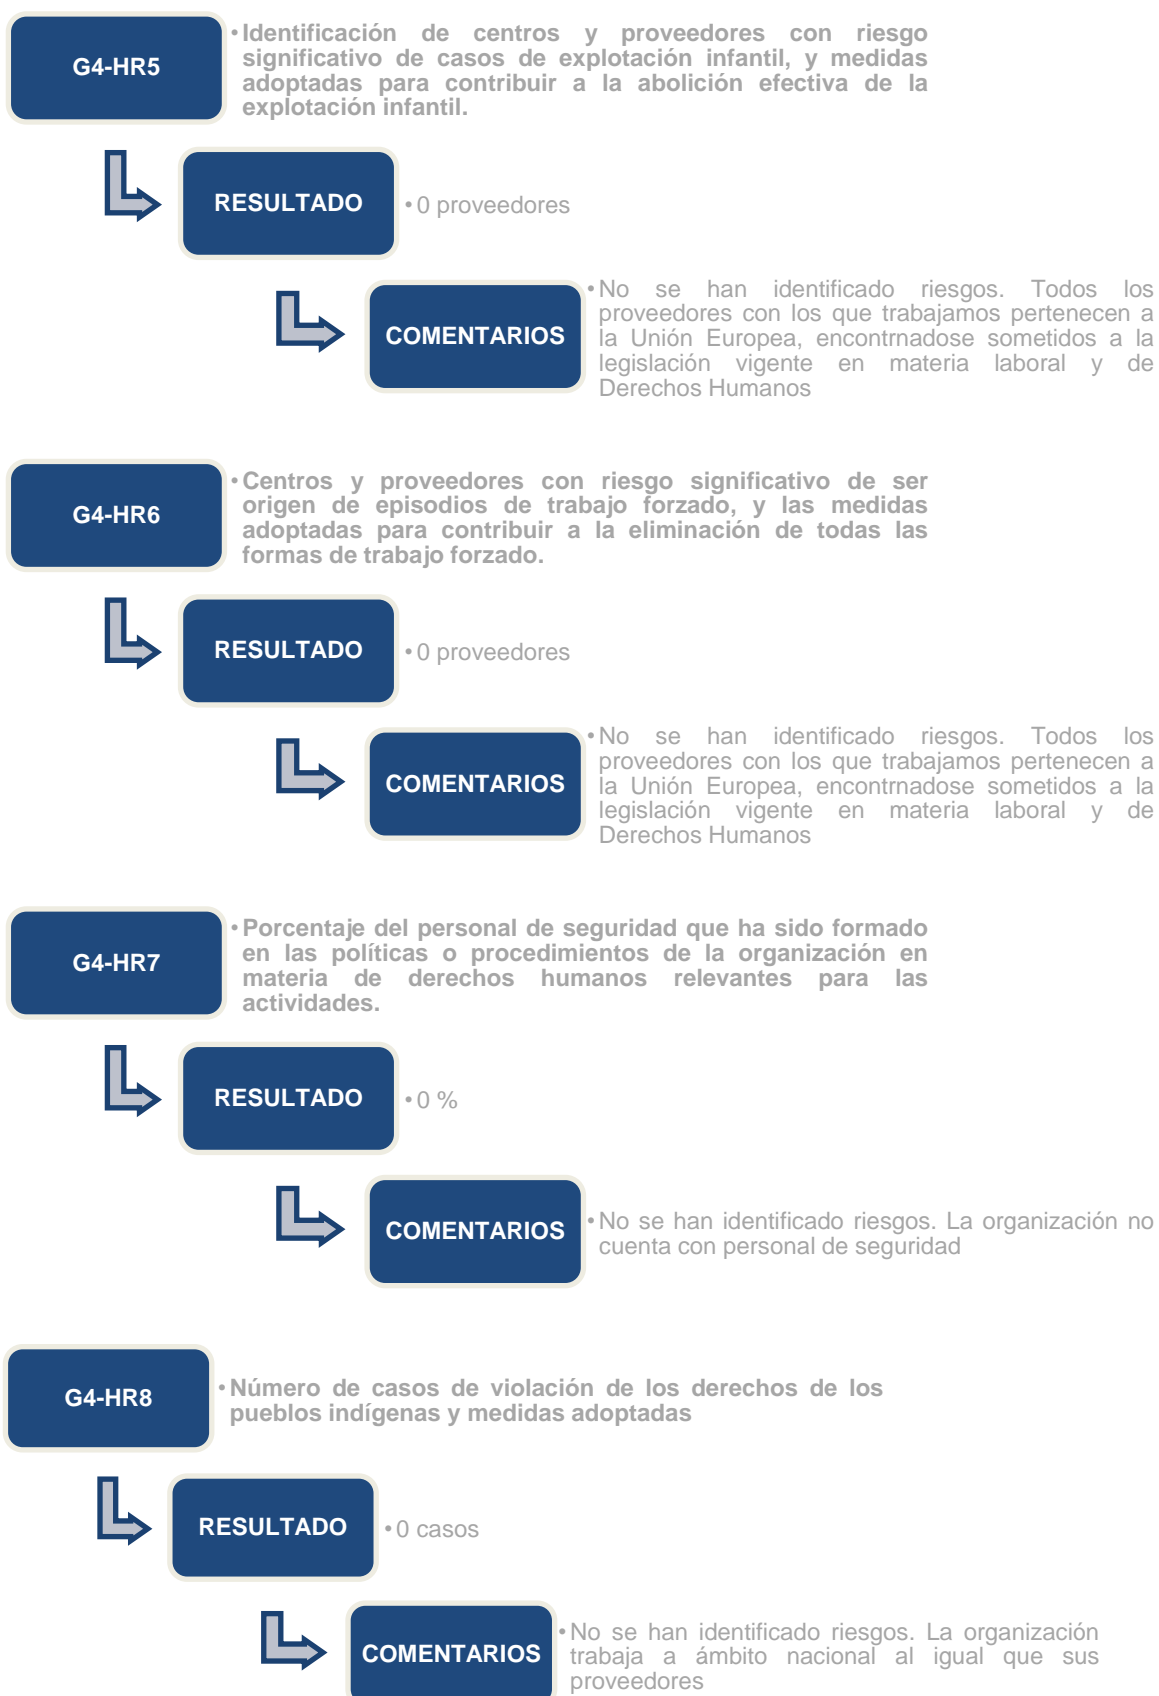 G4-HR5
•Identificación de centros y proveedores con riesgo
significativo de casos de explotación infantil, y medidas
adoptadas para contribuir a la abolición efectiva de la
explotación infantil.
RESULTADO
•0 proveedores
COMENTARIOS
•No se han identificado riesgos. Todos los
proveedores con los que trabajamos pertenecen a
la Unión Europea, encontrnadose sometidos a la
legislación vigente en materia laboral y de
Derechos Humanos
G4-HR6
•Centros y proveedores con riesgo significativo de ser
origen de episodios de trabajo forzado, y las medidas
adoptadas para contribuir a la eliminación de todas las
formas de trabajo forzado.
RESULTADO
•0 proveedores
COMENTARIOS
•No se han identificado riesgos. Todos los
proveedores con los que trabajamos pertenecen a
la Unión Europea, encontrnadose sometidos a la
legislación vigente en materia laboral y de
Derechos Humanos
G4-HR7
•Porcentaje del personal de seguridad que ha sido formado
en las políticas o procedimientos de la organización en
materia de derechos humanos relevantes para las
actividades.
RESULTADO
•0 %
COMENTARIOS
•No se han identificado riesgos. La organización no
cuenta con personal de seguridad
G4-HR8
•Número de casos de violación de los derechos de los
pueblos indígenas y medidas adoptadas
RESULTADO
•0 casos
COMENTARIOS
•No se han identificado riesgos. La organización
trabaja a ámbito nacional al igual que sus
proveedores